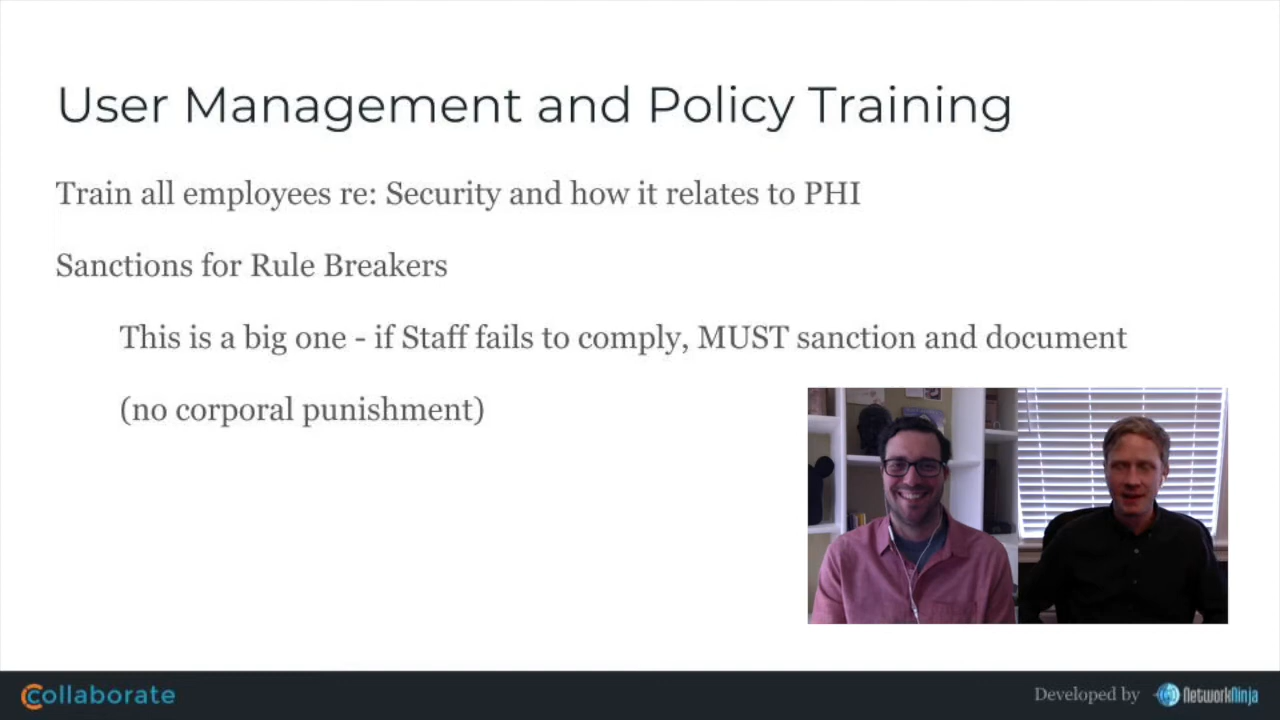 User Management and Policy Training
Train all employees re: Security and how it relates to PHI
Sanctions for Rule Breakers
This is a big one - if Staff fails to comply, MUST sanction and document
(no corporal punishment)
Collaborate
Developed by NetworkNinja